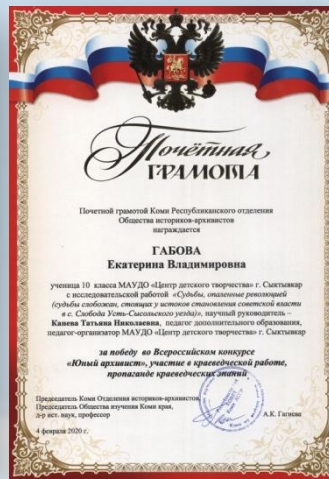 Почётная
ГРАМОТА
Почетной грамотой Коми Республиканского отделения
Общества историков-архивистов
награждается
ГАБОВА
Екатерина Владимировна
ученица 10 класса МАУДО «Центр детского творчества» г. Сыктывкар
с исследовательской работой «Судьбы, опаленные революцией
(судьбы слобожан, стоящих у истоков становления советской власти
в с. Слобода Усть-Сысольского уезда)», научный руководитель –
Канева Татьяна Николаевна, педагог дополнительного образования,
педагог-организатор МАУДО «Центр детского творчества» г. Сыктывкар
за победу во Всероссийском конкурсе
«Юный архивист», участие в краеведческой работе,
пропаганде краеведческих знаний
Председатель Коми Отделения историков-архивистов,
Председатель Общества изучения Коми края,
д-р ист. наук, профессор А.К. Гагиева
4 февраля 2020 г.